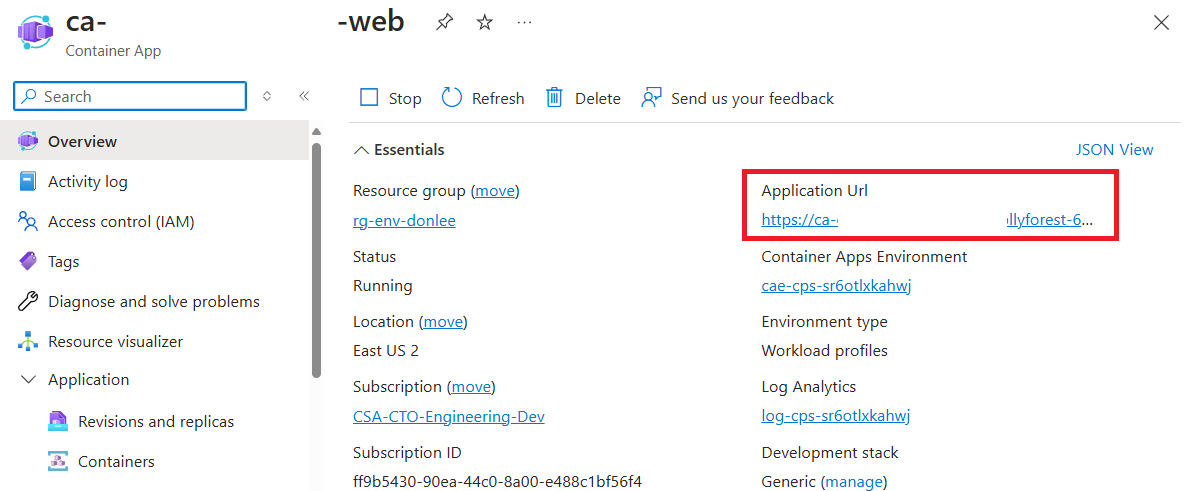 ca-          -web
Container App
Search
Overview
Activity log
Access control (IAM)
Tags
Diagnose and solve problems
Resource visualizer
Application
Revisions and replicas
Containers
Stop Refresh Delete Send us your feedback
Essentials JSON View
Resource group (move)
rg-env-donlee
Status
Running
Location (move)
East US 2
Subscription (move)
CSA-CTO-Engineering-Dev
Subscription ID
ff9b5430-90ea-44c0-8a00-e488c1bf56f4
Application Url
https://ca-          llyforest-6...
Container Apps Environment
cae-cps-sr6otlxkahwj
Environment type
Workload profiles
Log Analytics
log-cps-sr6otlxkahwj
Development stack
Generic (manage)